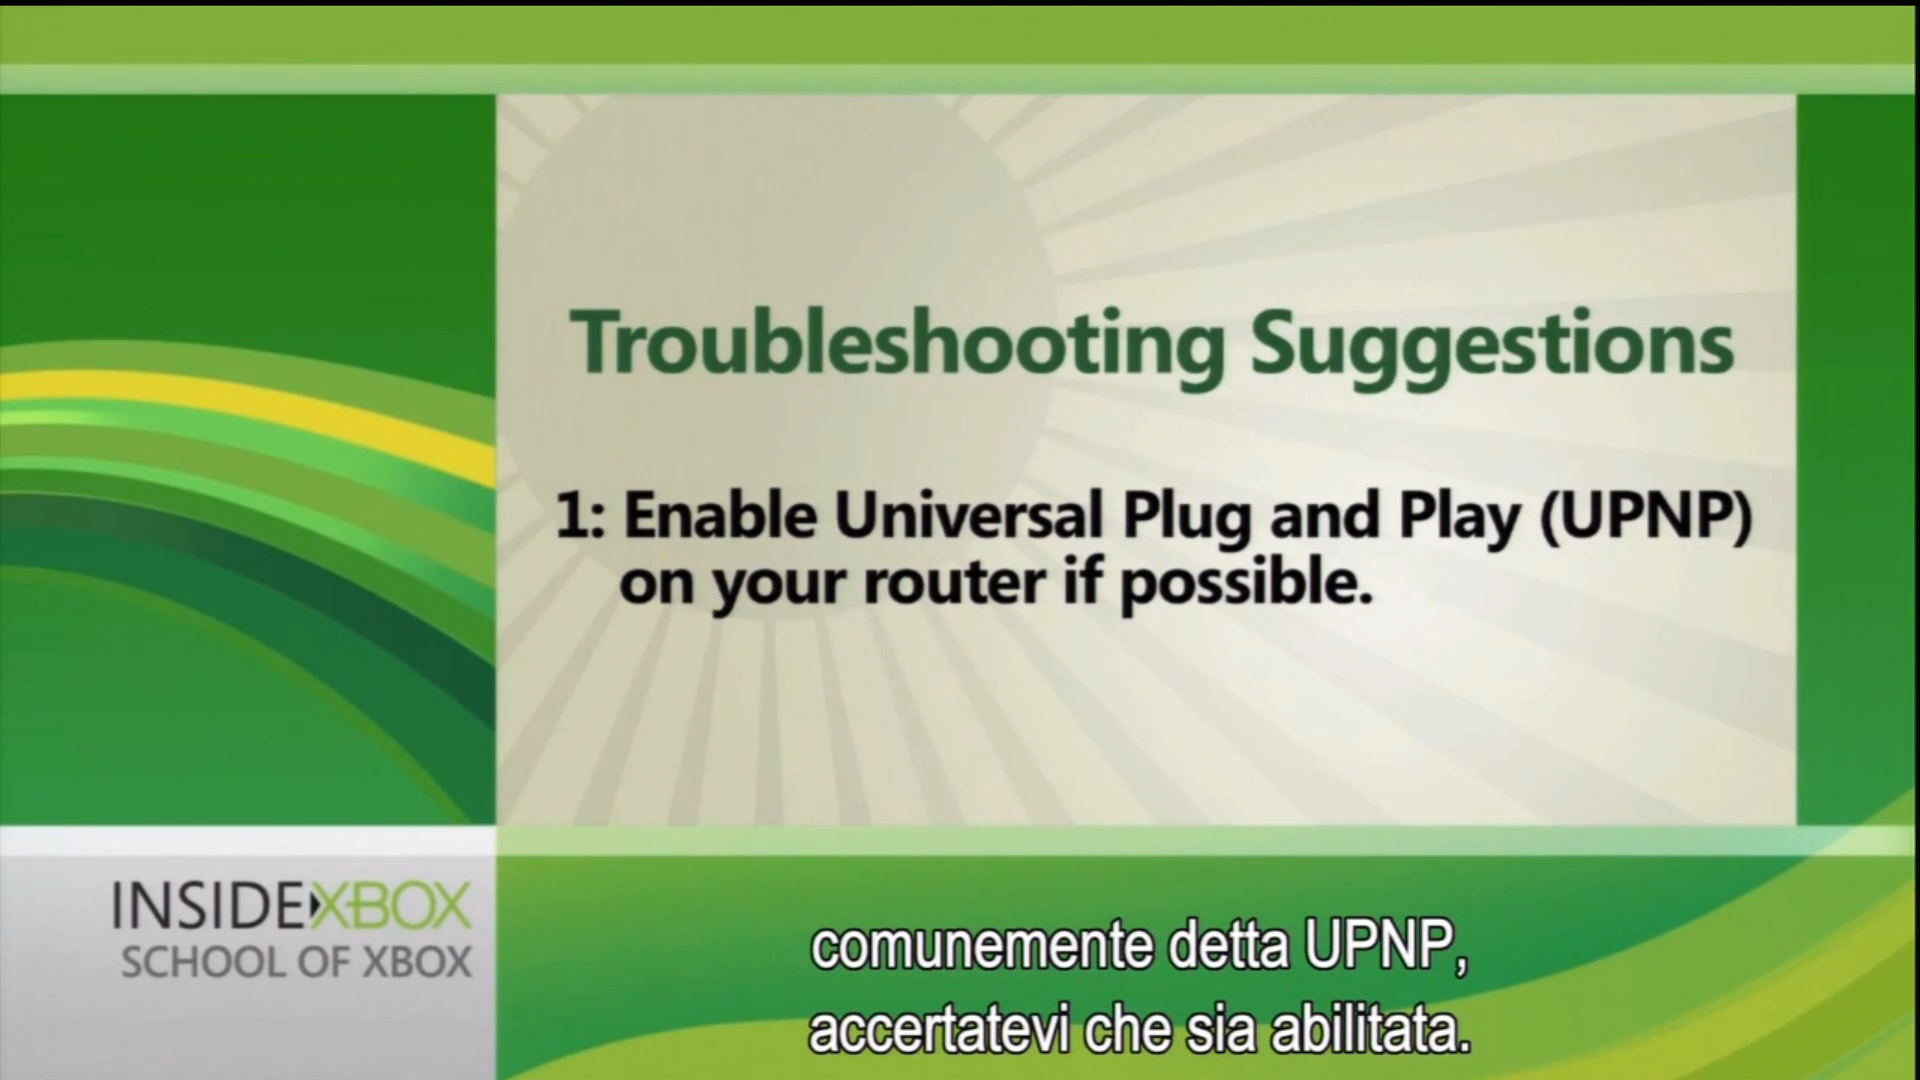 Troubleshooting Suggestions
1: Enable Universal Plug and Play (UPNP)
on your router if possible.
INSIDE XBOX
SCHOOL OF XBOX
comunemente detta UPNP,
accertatevi che sia abilitata.